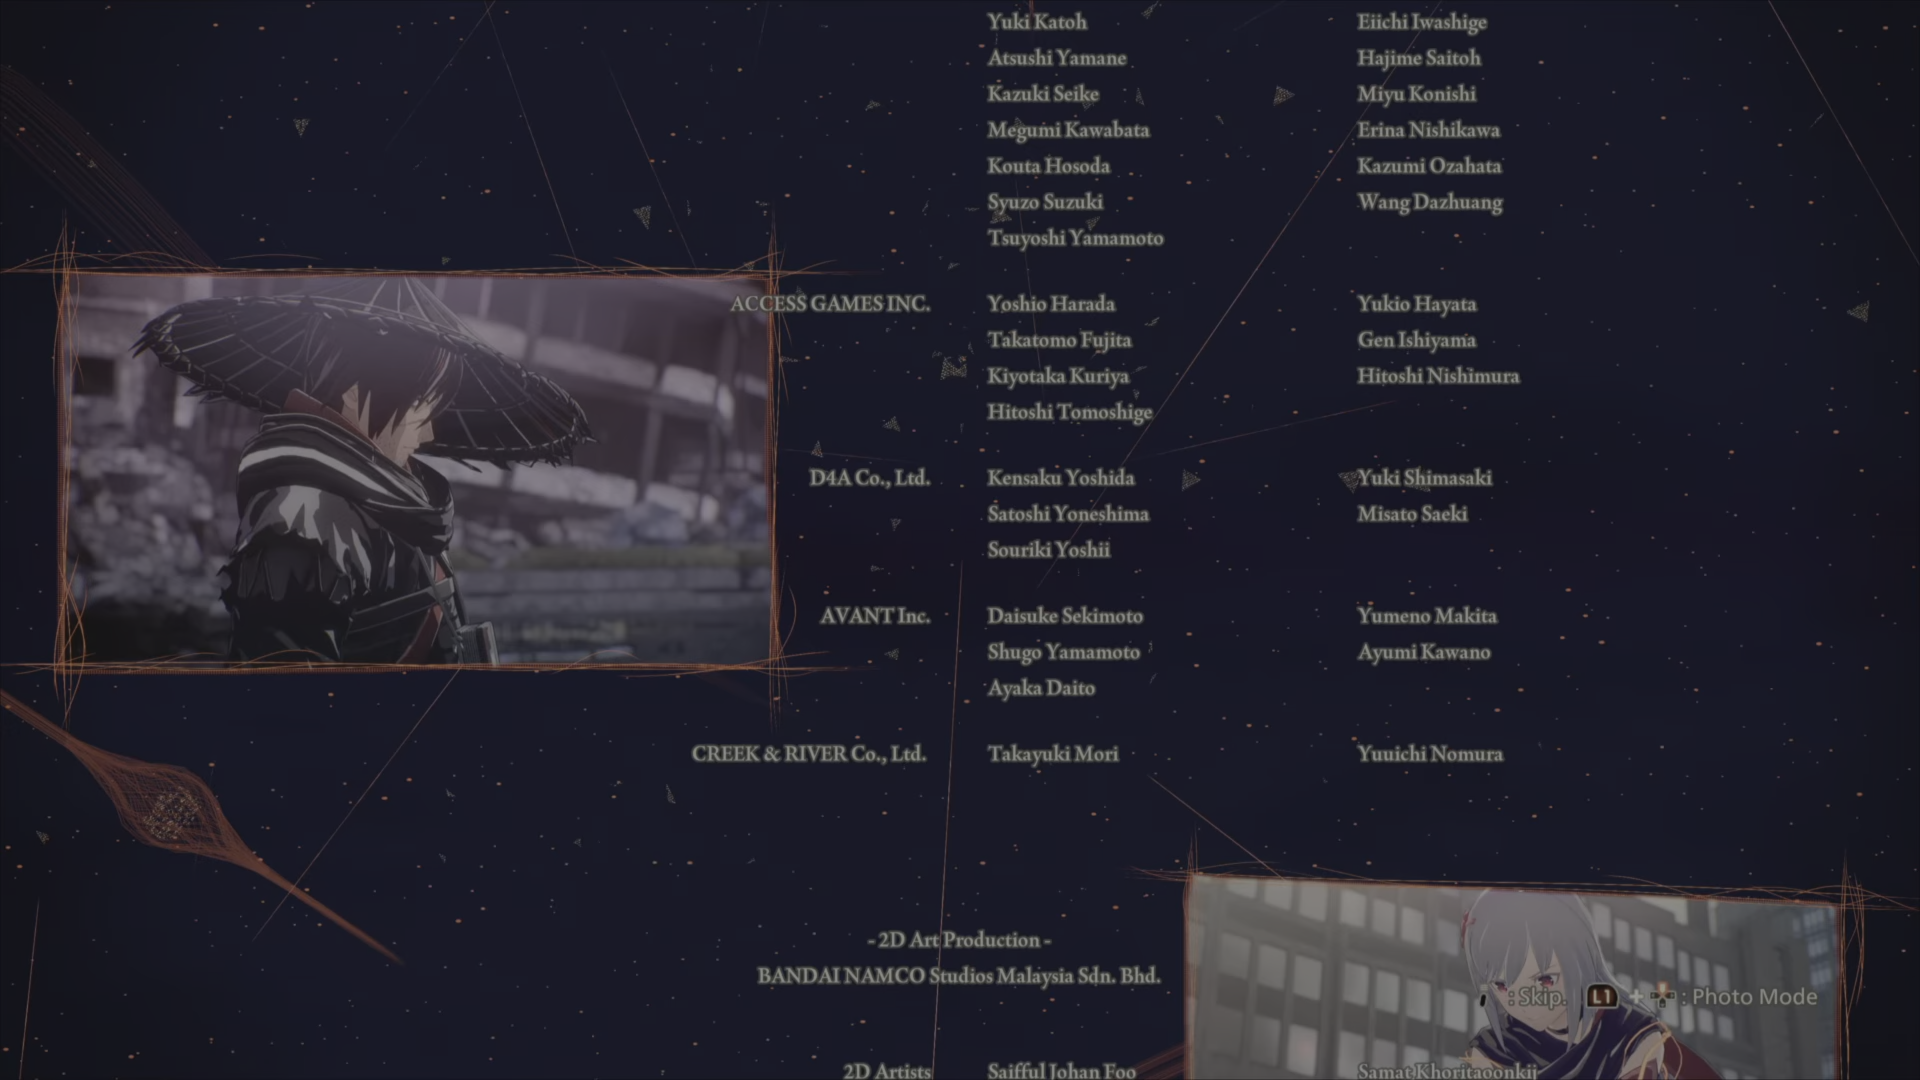 Yuki Katoh Eiichi Iwashige
Atsushi Yamane Hajime Saitoh
Kazuki Seike Miyu Konishi
Megumi Kawabata Erina Nishikawa
Kouta Hosoda Kazumi Ozahata
Syuzo Suzuki Wang Dazhuang
Tsuyoshi Yamamoto
ACCESS GAMES INC. Yoshio Harada Yukio Hayata
Takatomo Fujita Gen Ishiyama
Kiyotaka Kuriya Hitoshi Nishimura
Hitoshi Tomoshige
D4A Co., Ltd. Kensaku Yoshida Yuki Shimasaki
Satoshi Yoneshima Misato Saeki
Souriki Yoshii
AVANT Inc. Daisuke Sekimoto Yumeno Makita
Shugo Yamamoto Ayumi Kawano
Ayaka Daito
CREEK & RIVER Co., Ltd. Takayuki Mori Yuuichi Nomura
- 2D Art Production -
BANDAI NAMCO Studios Malaysia Sdn. Bhd.
: Skip. L1 + : Photo Mode
2D Artists Saifful Johan Foo Samat Khoritaoonkij